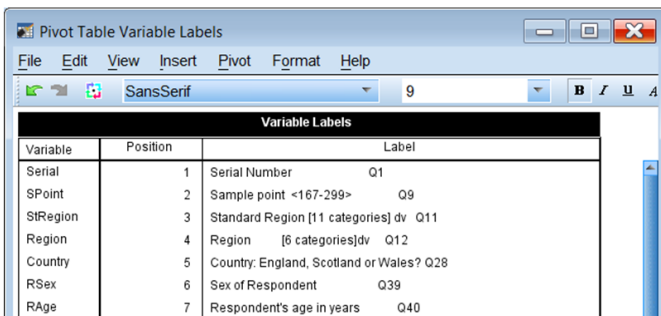 Pivot Table Variable Labels
File Edit View Insert Pivot Format Help
SansSerif 9 B I U A
Variable Labels
Variable Position Label
Serial 1 Serial Number Q1
SPoint 2 Sample point <167-299> Q9
StRegion 3 Standard Region [11 categories] dv Q11
Region 4 Region [6 categories]dv Q12
Country 5 Country: England, Scotland or Wales? Q28
RSex 6 Sex of Respondent Q39
RAge 7 Respondent's age in years Q40